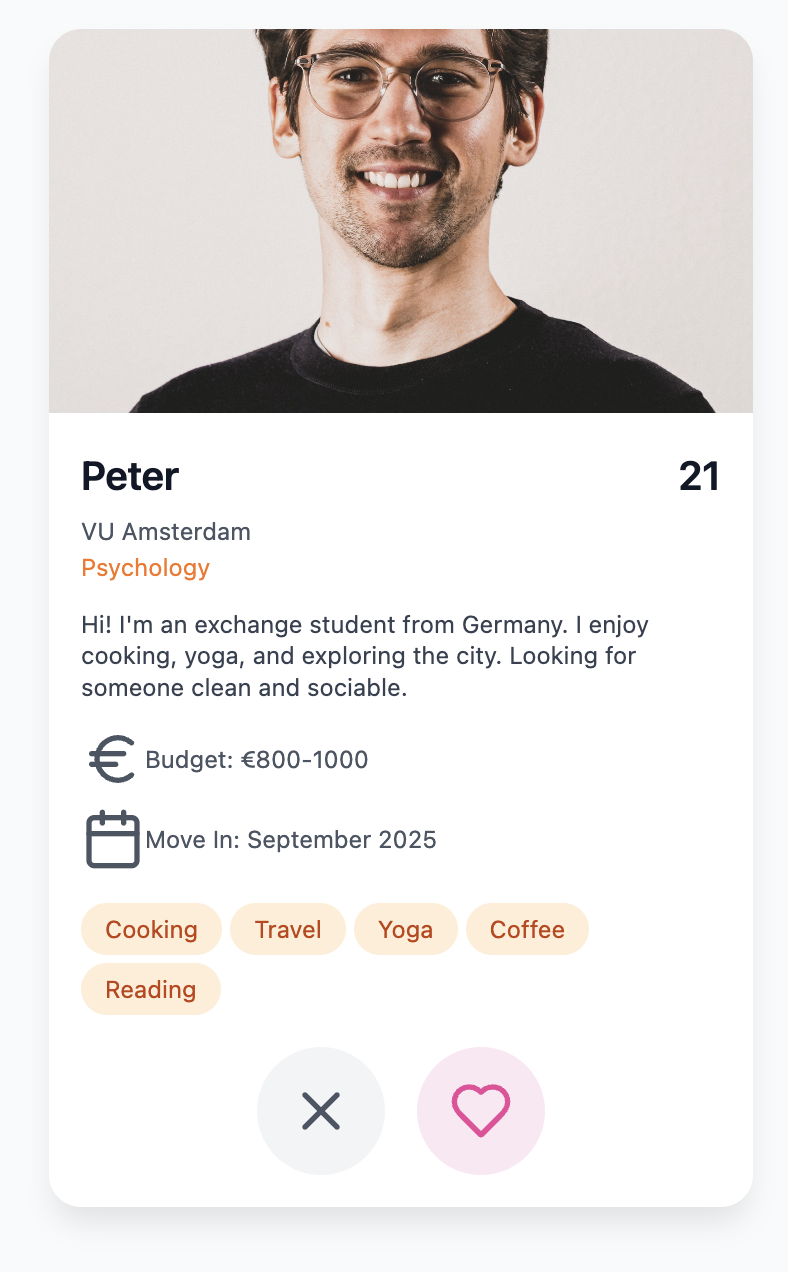 Peter 21
VU Amsterdam
Psychology
Hi! I'm an exchange student from Germany. I enjoy
cooking, yoga, and exploring the city. Looking for
someone clean and sociable.
Budget: €800-1000
Move In: September 2025
Cooking Travel Yoga Coffee
Reading